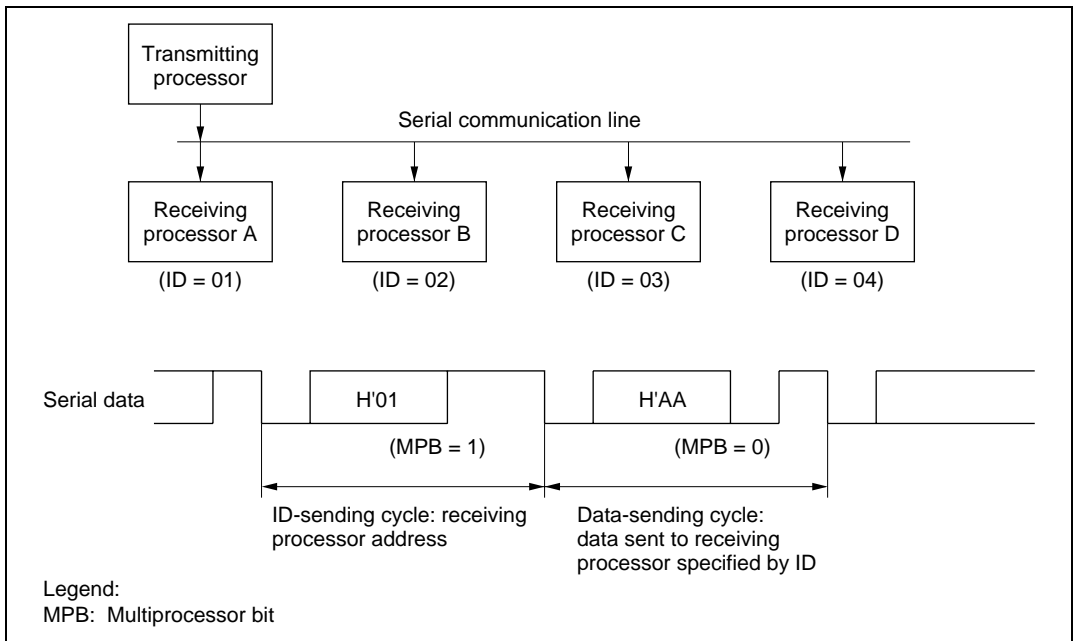 Transmitting
processor
Serial communication line
Receiving
processor A
Receiving
processor B
Receiving
processor C
Receiving
processor D
(ID = 01)
(ID = 02)
(ID = 03)
(ID = 04)
Serial data
H'01
H'AA
(MPB = 1)
(MPB = 0)
ID-sending cycle: receiving
processor address
Data-sending cycle:
data sent to receiving
processor specified by ID
Legend:
MPB: Multiprocessor bit